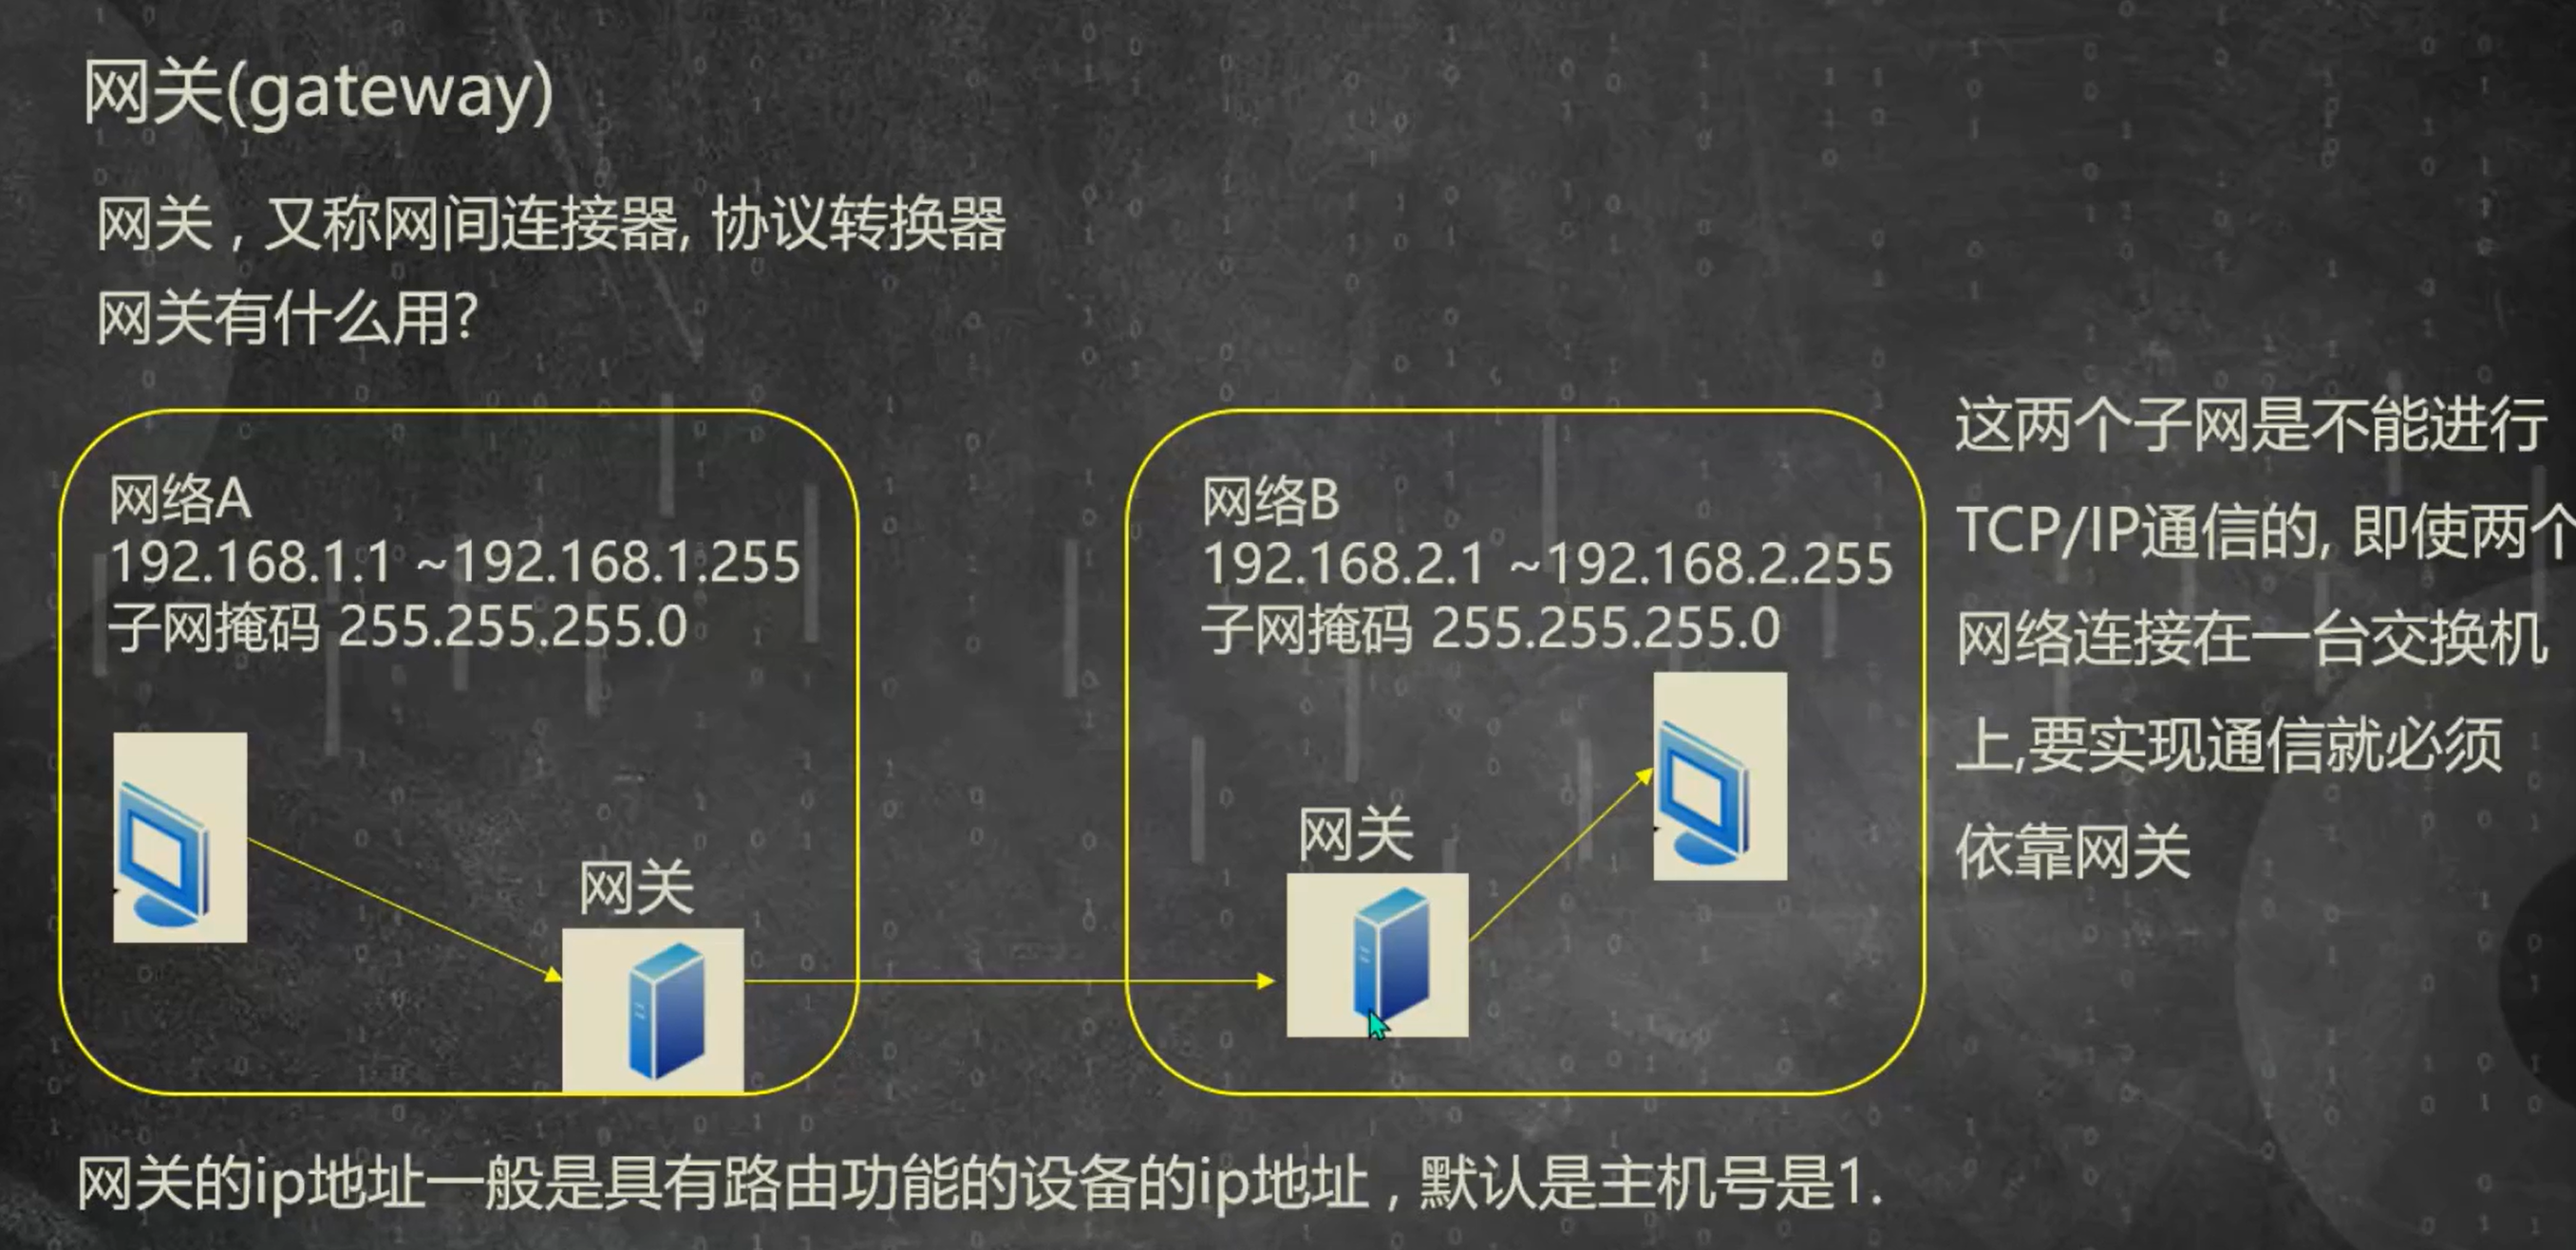 网关(gateway)
网关 , 又称网间连接器, 协议转换器
网关有什么用?
网络A
192.168.1.1 ~192.168.1.255
子网掩码 255.255.255.0
网关
网络B
192.168.2.1 ~192.168.2.255
子网掩码 255.255.255.0
网关
这两个子网是不能进行
TCP/IP通信的, 即使两个
网络连接在一台交换机
上,要实现通信就必须
依靠网关
网关的ip地址一般是具有路由功能的设备的ip地址 , 默认是主机号是1.